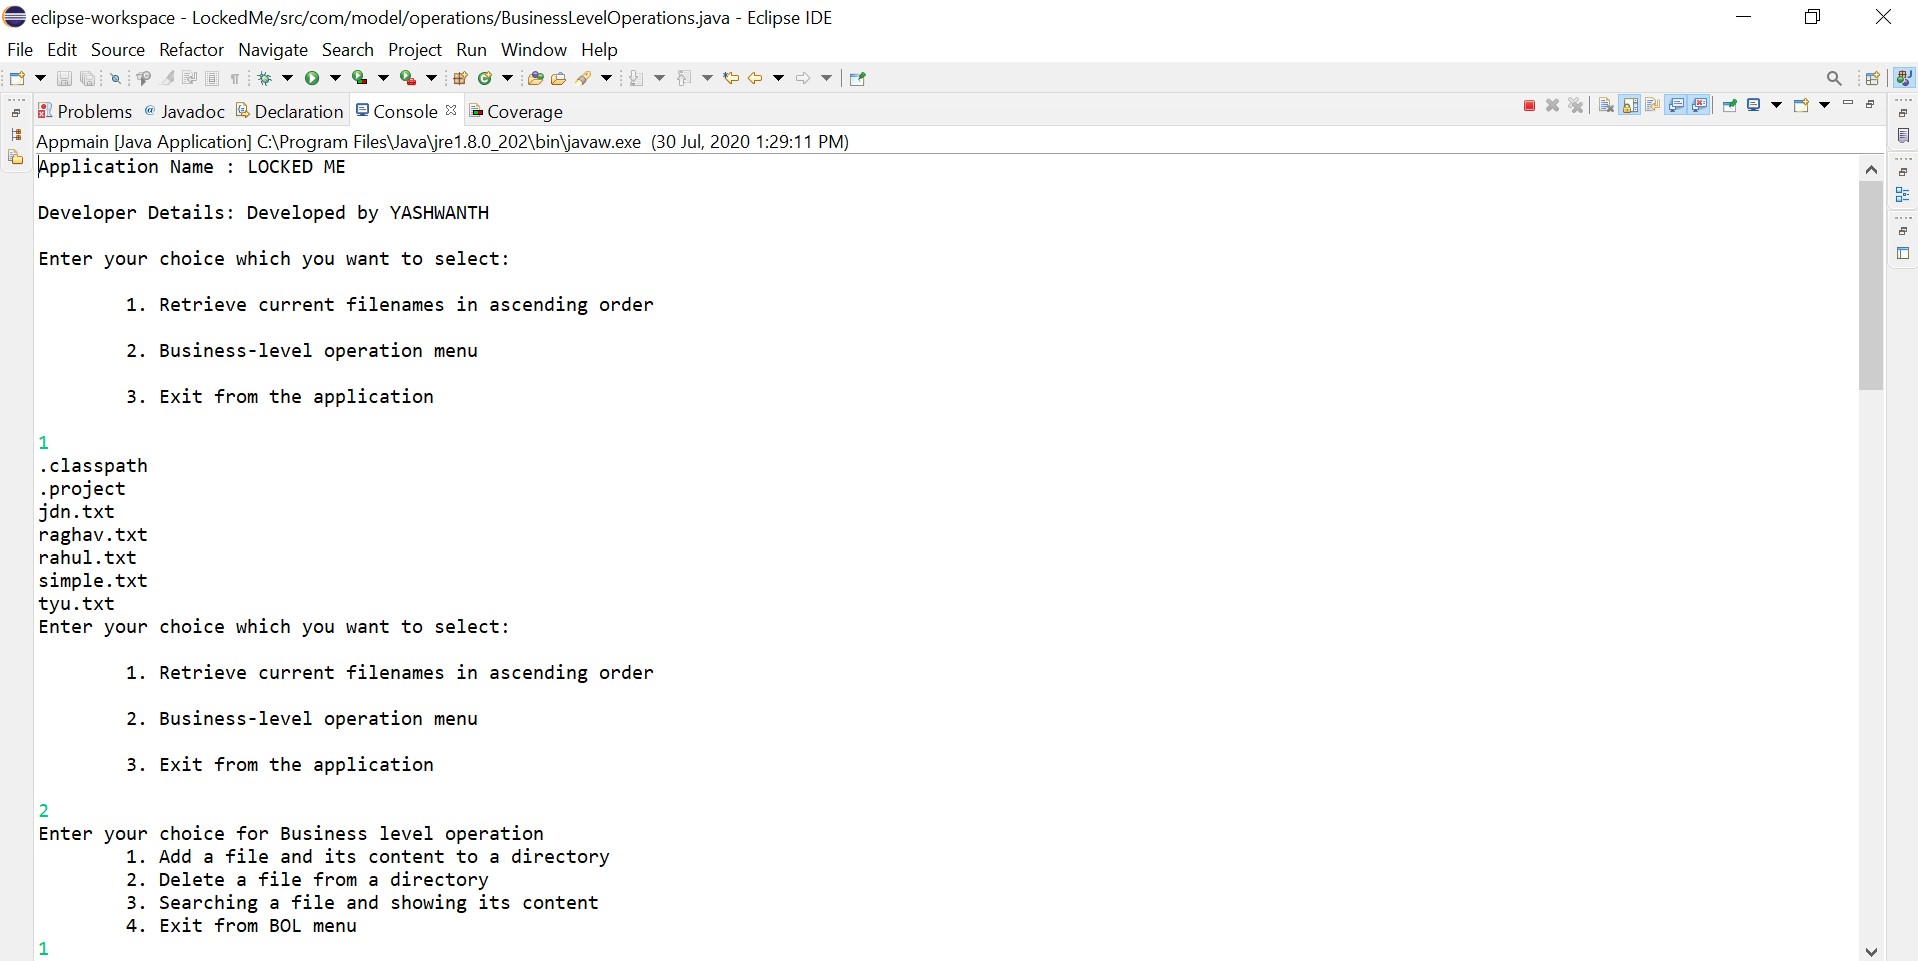 eclipse-workspace - LockedMe/src/com/model/operations/BusinessLevelOperations.java - Eclipse IDE
File Edit Source Refactor Navigate Search Project Run Window Help
Problems @ Javadoc Declaration Console Coverage
Appmain [Java Application] C:\Program Files\Java\jre1.8.0_202\bin\javaw.exe (30 Jul, 2020 1:29:11 PM)
Application Name : LOCKED ME
Developer Details: Developed by YASHWANTH
Enter your choice which you want to select:
1. Retrieve current filenames in ascending order
2. Business-level operation menu
3. Exit from the application
1
.classpath
.project
jdn.txt
raghav.txt
rahul.txt
simple.txt
tyu.txt
Enter your choice which you want to select:
1. Retrieve current filenames in ascending order
2. Business-level operation menu
3. Exit from the application
2
Enter your choice for Business level operation
1. Add a file and its content to a directory
2. Delete a file from a directory
3. Searching a file and showing its content
4. Exit from BOL menu
1